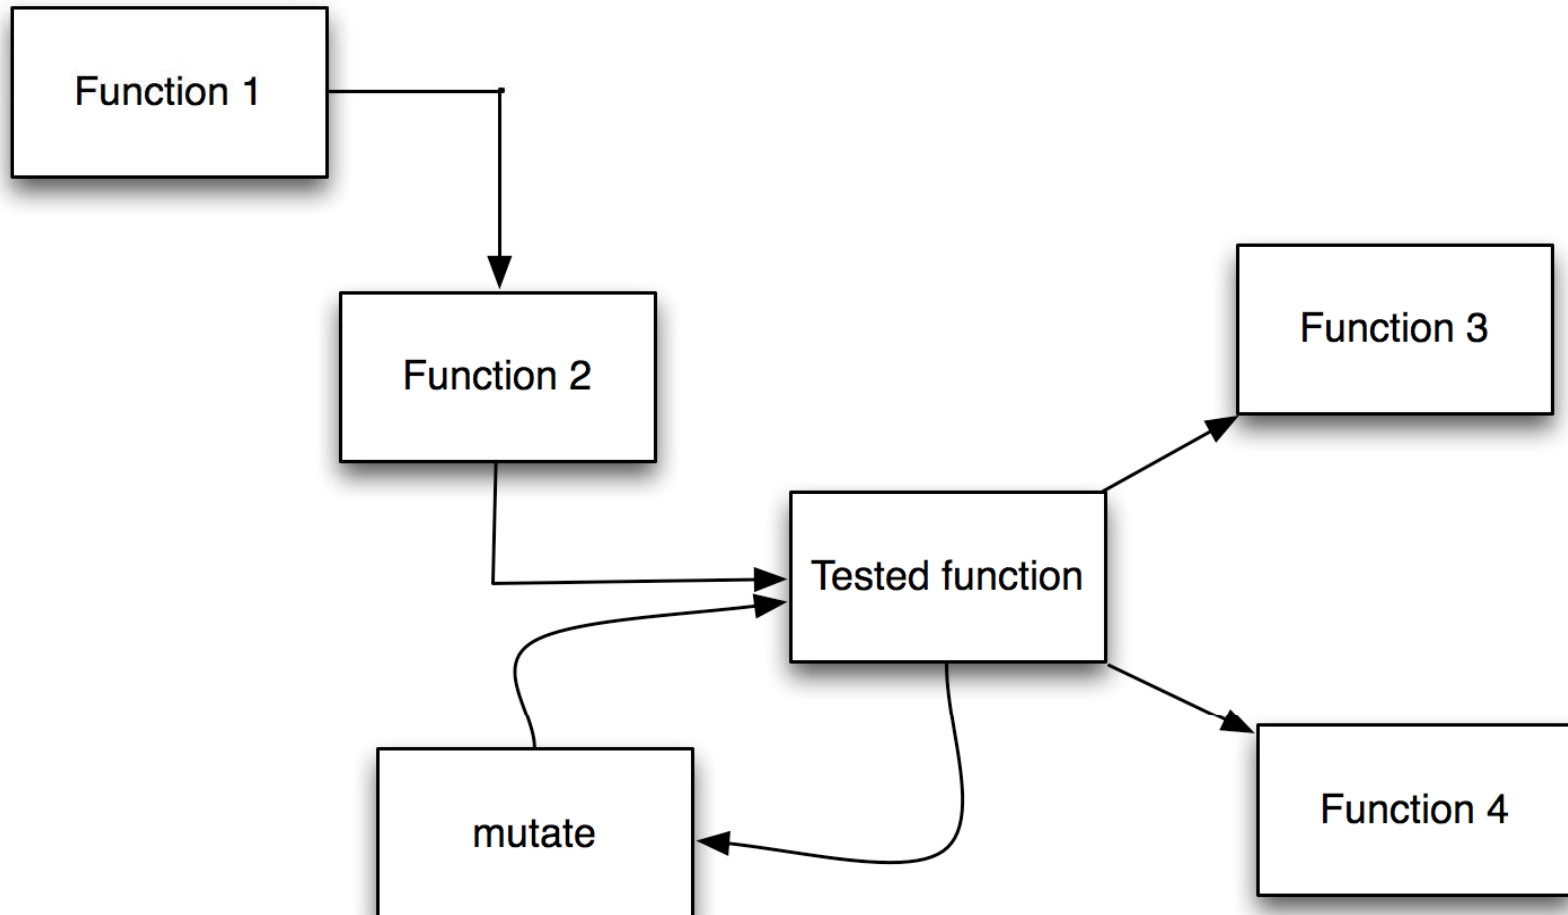 Function 1
Function 2
Function 3
Tested function
Function 4
mutate